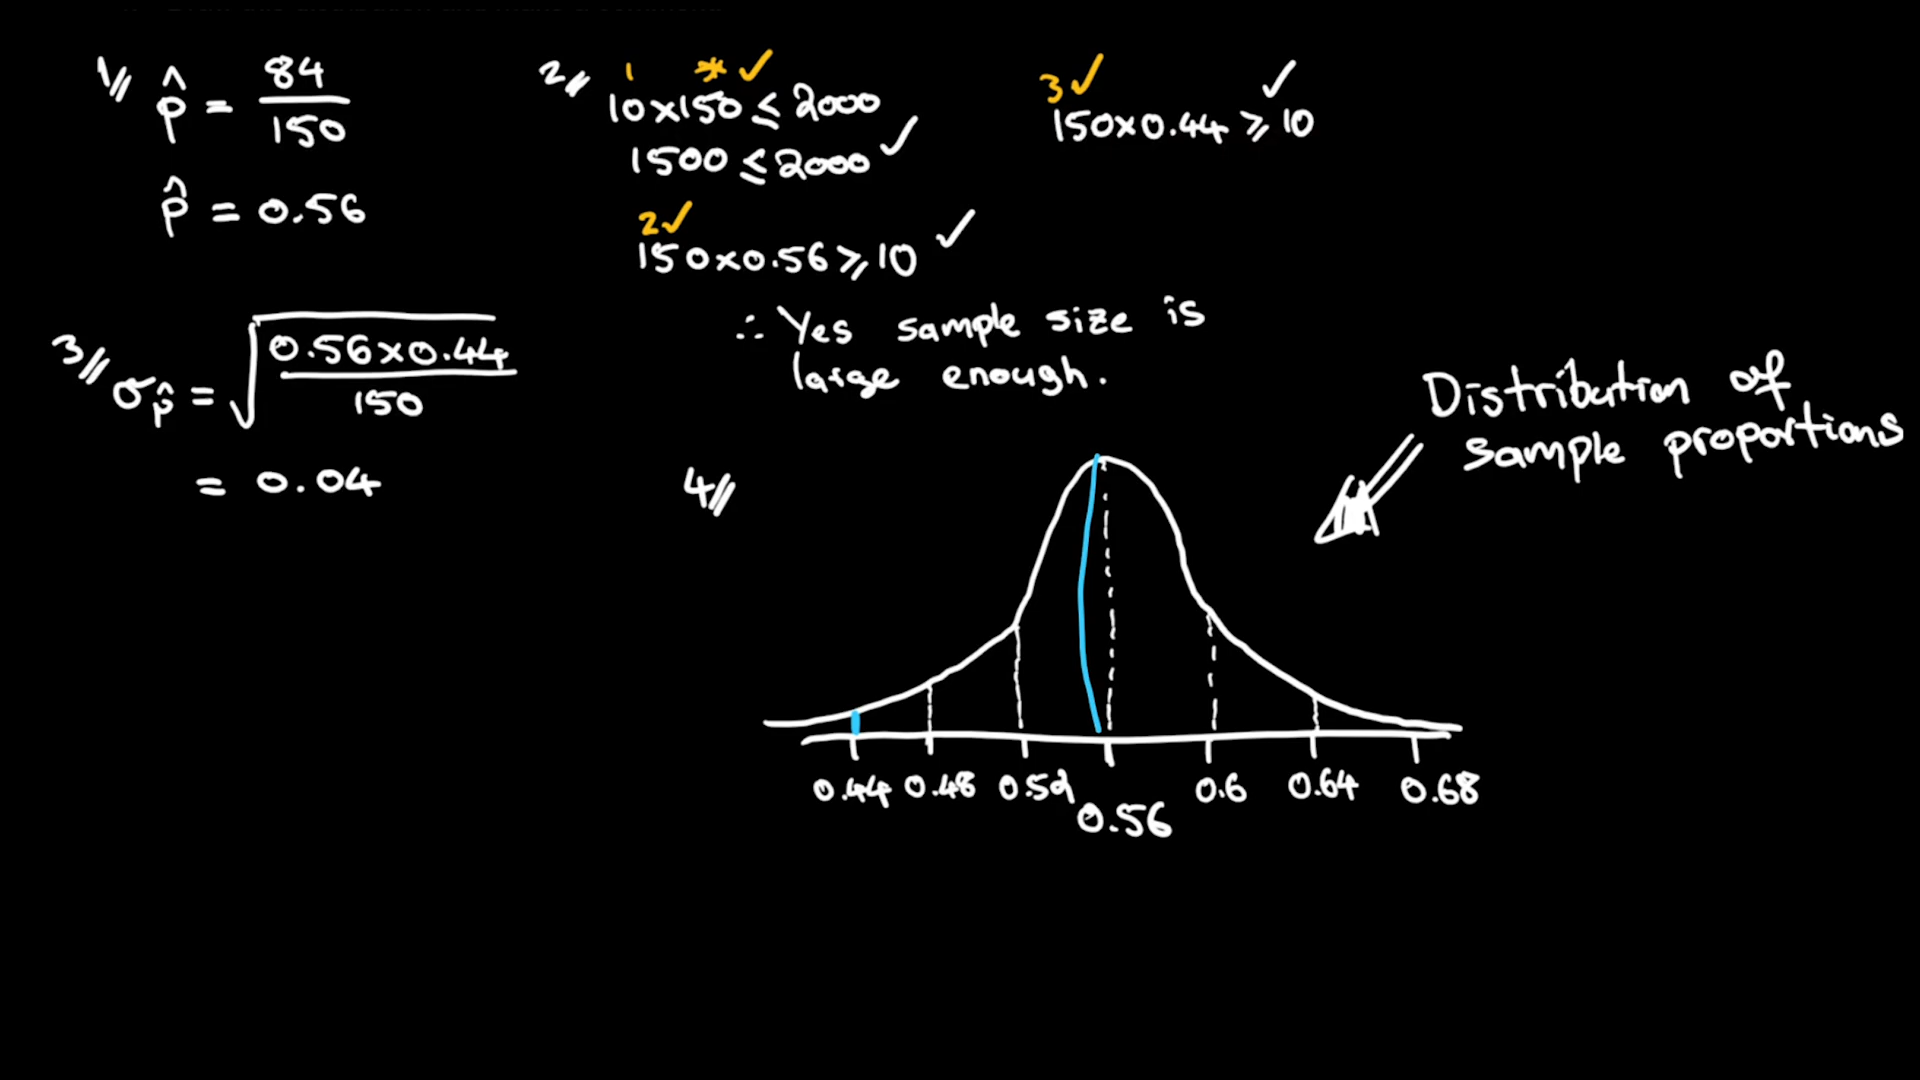 1// p̂ = 84/150
p̂ = 0.56
2// 1 * ✓
10×150 ≤ 2000
1500 ≤ 2000 ✓
2 ✓
150×0.56 ≥ 10 ✓
3 ✓
150×0.44 ≥ 10 ✓
∴ Yes sample size is
large enough.
3// σp̂ = √(0.56×0.44/150)
= 0.04
4//
Distribution of
sample proportions
0.44 0.48 0.52 0.56 0.6 0.64 0.68